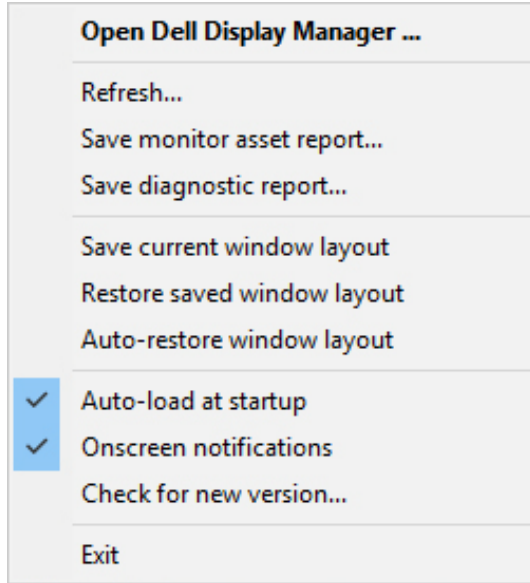 Open Dell Display Manager ...
Refresh...
Save monitor asset report...
Save diagnostic report...
Save current window layout
Restore saved window layout
Auto-restore window layout
Auto-load at startup
Onscreen notifications
Check for new version...
Exit